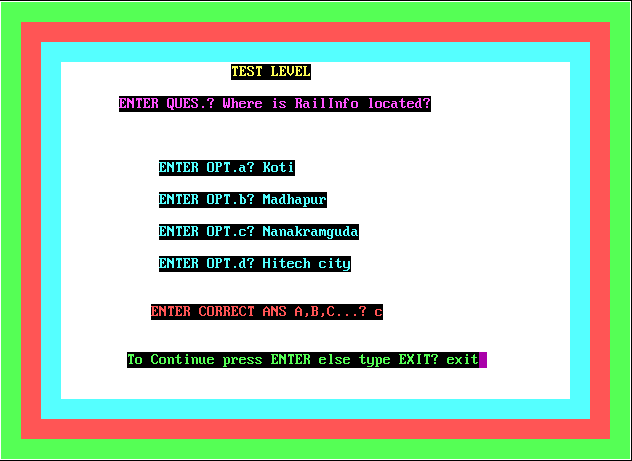 TEST LEVEL
ENTER QUES.? Where is RailInfo located?
ENTER OPT.a? Koti
ENTER OPT.b? Madhapur
ENTER OPT.c? Nanakramguda
ENTER OPT.d? Hitech city
ENTER CORRECT ANS A,B,C...? c
To Continue press ENTER else type EXIT? exit